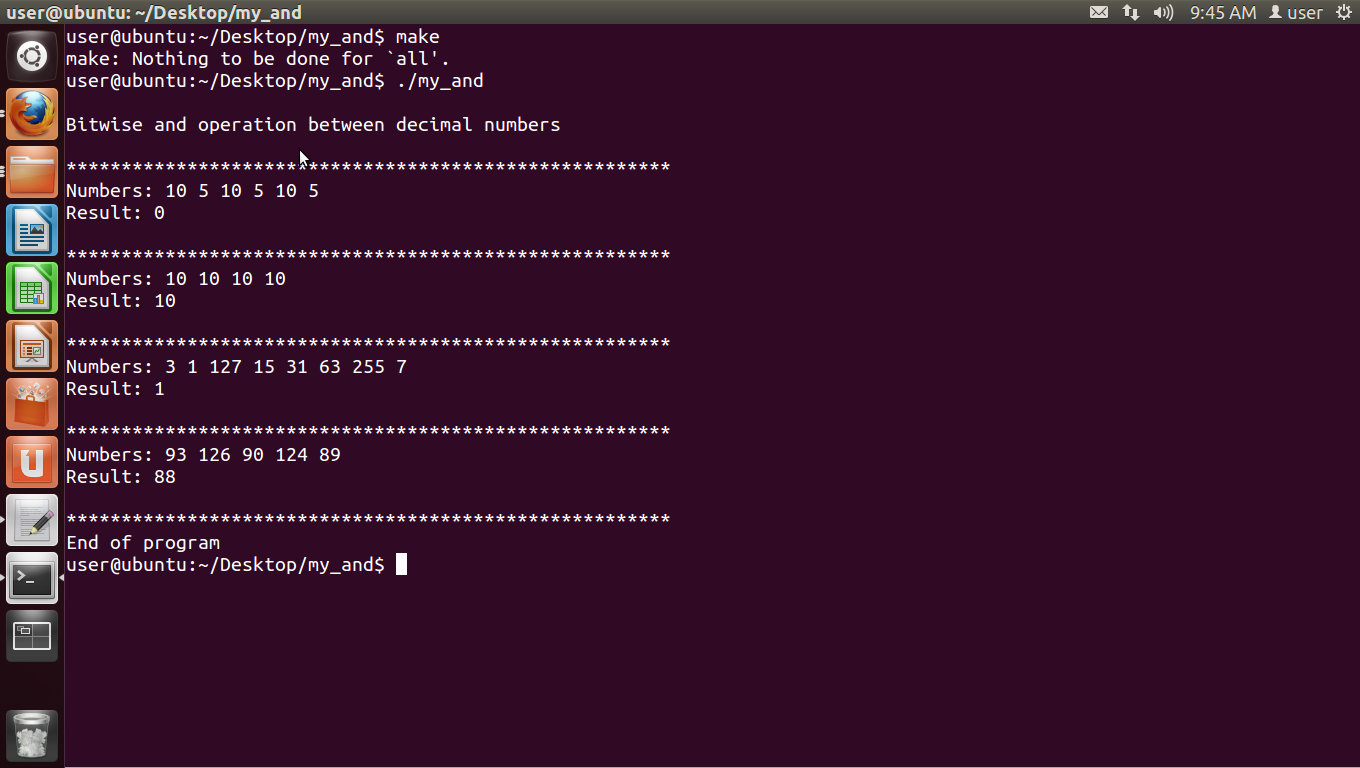 user@ubuntu: ~/Desktop/my_and 9:45 AM user
user@ubuntu:~/Desktop/my_and$ make
make: Nothing to be done for `all'.
user@ubuntu:~/Desktop/my_and$ ./my_and
Bitwise and operation between decimal numbers
*******************************************************
Numbers: 10 5 10 5 10 5
Result: 0
*******************************************************
Numbers: 10 10 10 10
Result: 10
*******************************************************
Numbers: 3 1 127 15 31 63 255 7
Result: 1
*******************************************************
Numbers: 93 126 90 124 89
Result: 88
*******************************************************
End of program
user@ubuntu:~/Desktop/my_and$